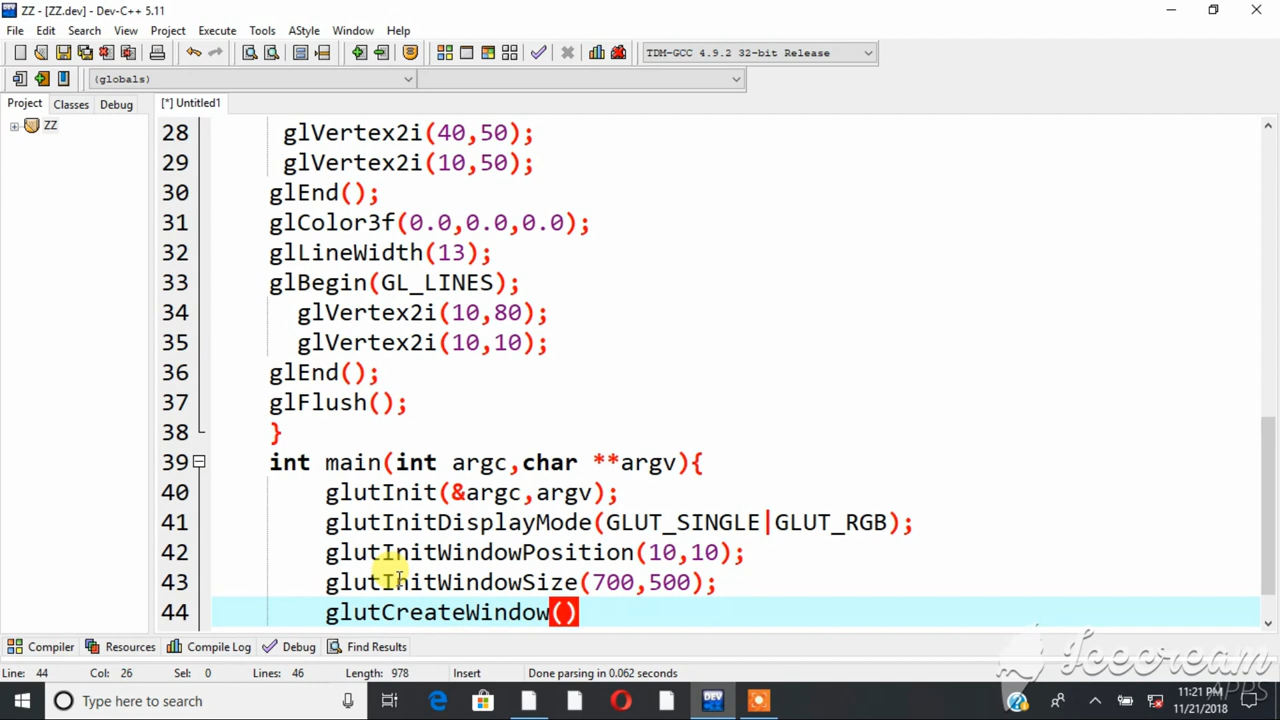 ZZ - [ZZ.dev] - Dev-C++ 5.11
File Edit Search View Project Execute Tools AStyle Window Help
TDM-GCC 4.9.2 32-bit Release
(globals)
Project Classes Debug [*] Untitled1
ZZ
28 glVertex2i(40,50);
29 glVertex2i(10,50);
30 glEnd();
31 glColor3f(0.0,0.0,0.0);
32 glLineWidth(13);
33 glBegin(GL_LINES);
34 glVertex2i(10,80);
35 glVertex2i(10,10);
36 glEnd();
37 glFlush();
38 }
39 int main(int argc,char **argv){
40 glutInit(&argc,argv);
41 glutInitDisplayMode(GLUT_SINGLE|GLUT_RGB);
42 glutInitWindowPosition(10,10);
43 glutInitWindowSize(700,500);
44 glutCreateWindow()
Compiler Resources Compile Log Debug Find Results
Line: 44 Col: 26 Sel: 0 Lines: 46 Length: 978 Insert Done parsing in 0.062 seconds
Icecream
APPS
Type here to search
DEV
11:21 PM
11/21/2018